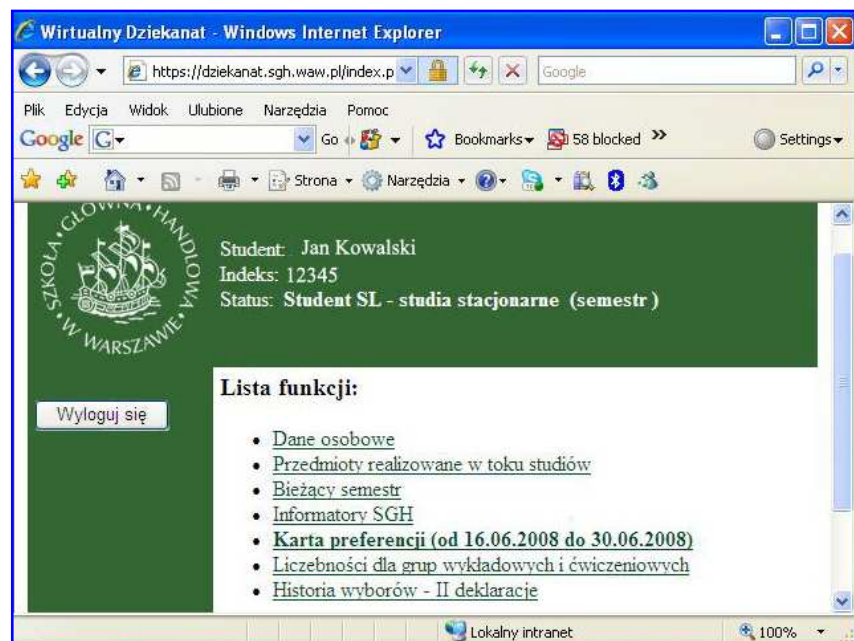 Wirtualny Dziekanat - Windows Internet Explorer
https://dziekanat.sgh.waw.pl/index.p
Google
Plik Edycja Widok Ulubione Narzędzia Pomoc
Google G Go Bookmarks 58 blocked » Settings
Strona Narzędzia
SZKOŁA GŁÓWNA HANDLOWA W WARSZAWIE
Student: Jan Kowalski
Indeks: 12345
Status: Student SL - studia stacjonarne (semestr )
Wyloguj się
Lista funkcji:
Dane osobowe
Przedmioty realizowane w toku studiów
Bieżący semestr
Informatory SGH
Karta preferencji (od 16.06.2008 do 30.06.2008)
Liczebności dla grup wykładowych i ćwiczeniowych
Historia wyborów - II deklaracje
Lokalny intranet 100%